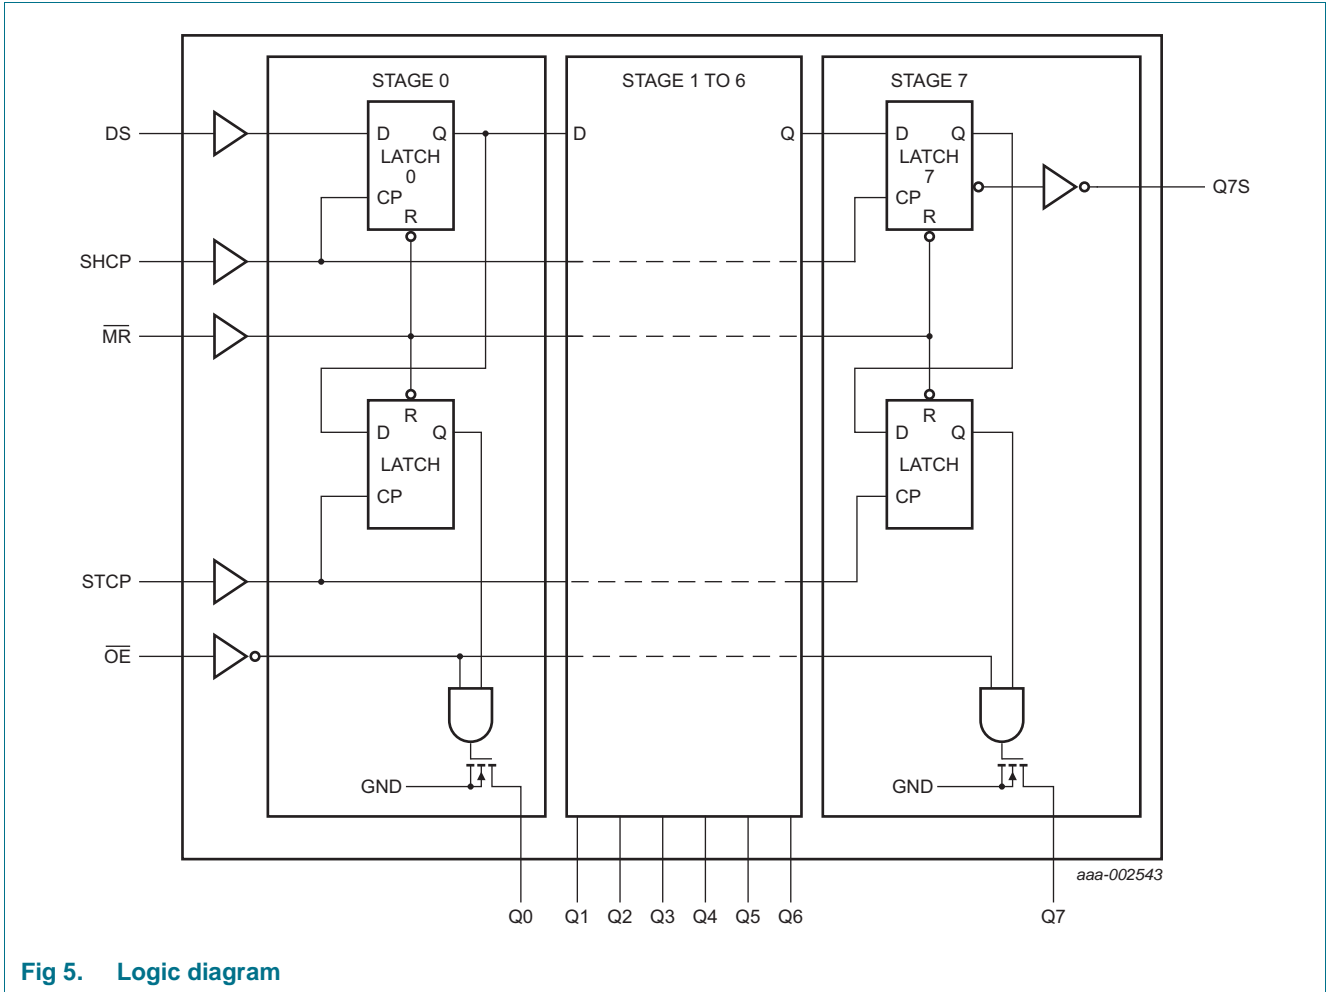 STAGE 0
STAGE 1 TO 6
STAGE 7
DS
D
Q
LATCH
0
CP
R
D
Q
D
Q
LATCH
7
CP
R
Q7S
SHCP
M̅R̅
R
D
Q
LATCH
CP
R
D
Q
LATCH
CP
STCP
O̅E̅
GND
GND
aaa-002543
Q0
Q1
Q2
Q3
Q4
Q5
Q6
Q7
Fig 5. Logic diagram